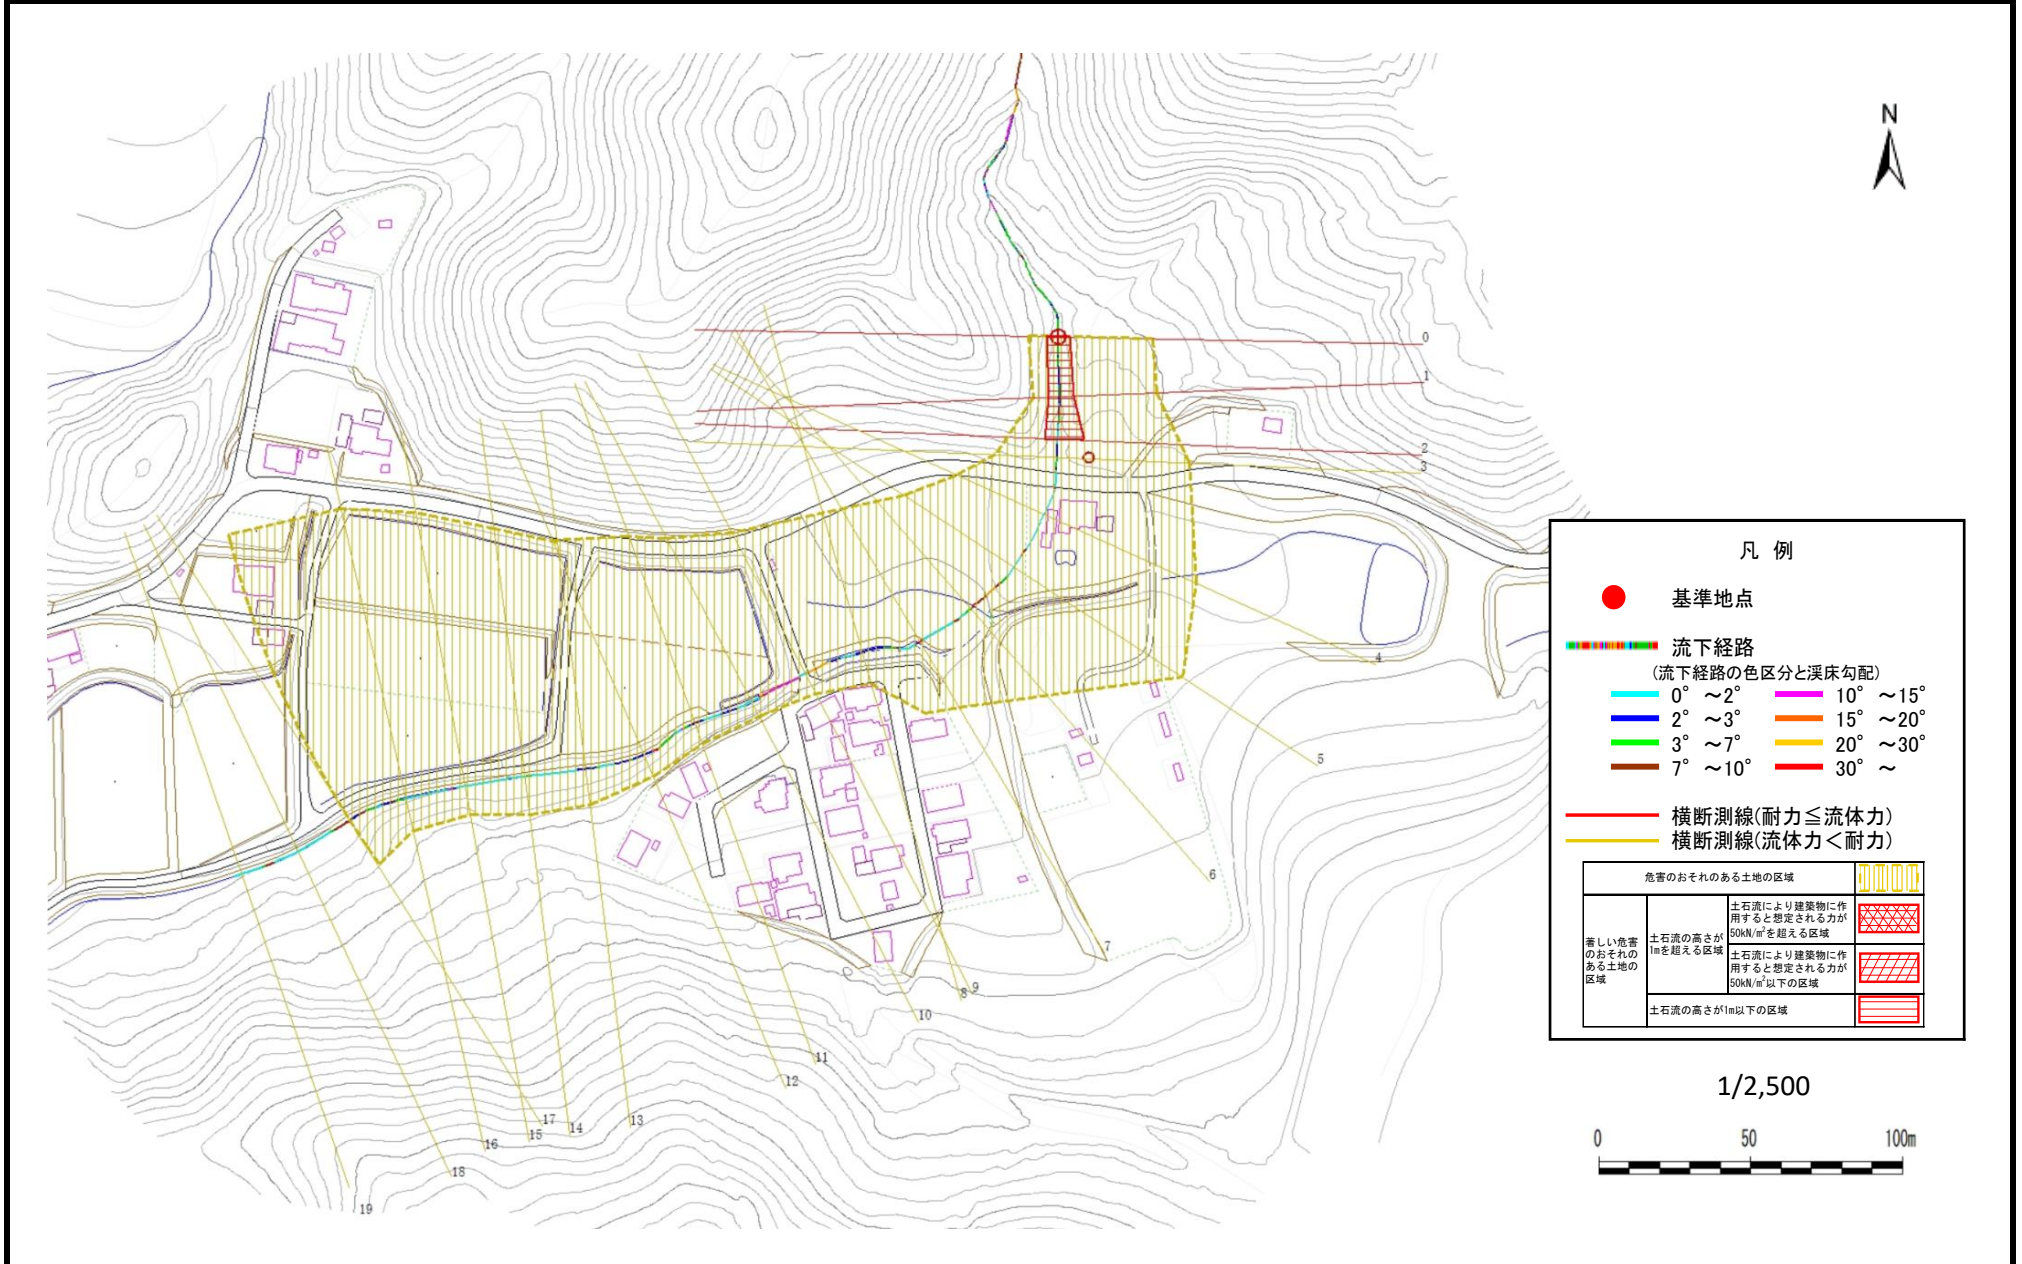 N
0
1
2
3
4
5
6
7
8
9
10
11
12
13
14
15
16
17
18
19
凡 例
基準地点
流下経路
(流下経路の色区分と渓床勾配)
0° ～2° 10° ～15°
2° ～3° 15° ～20°
3° ～7° 20° ～30°
7° ～10° 30° ～
横断測線(耐力≦流体力)
横断測線(流体力＜耐力)
危害のおそれのある土地の区域
著しい危害
のおそれの
ある土地の
区域
土石流の高さが
1mを超える区域
土石流により建築物に作
用すると想定される力が
50kN/m²を超える区域
土石流により建築物に作
用すると想定される力が
50kN/m²以下の区域
土石流の高さが1m以下の区域
1/2,500
0 50 100m